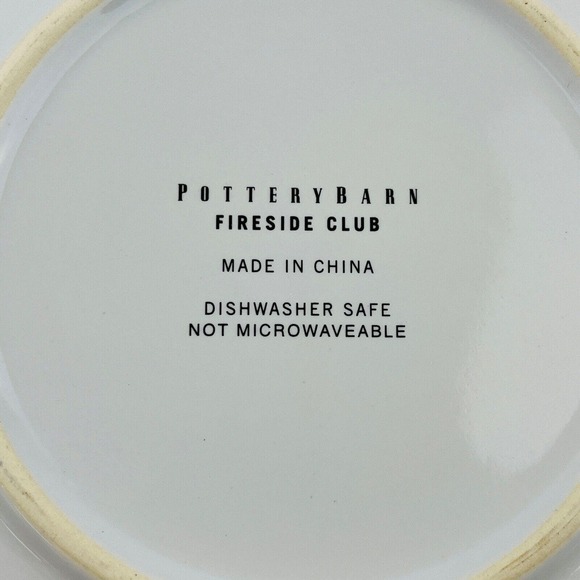 POTTERYBARN
FIRESIDE CLUB
MADE IN CHINA
DISHWASHER SAFE
NOT MICROWAVEABLE